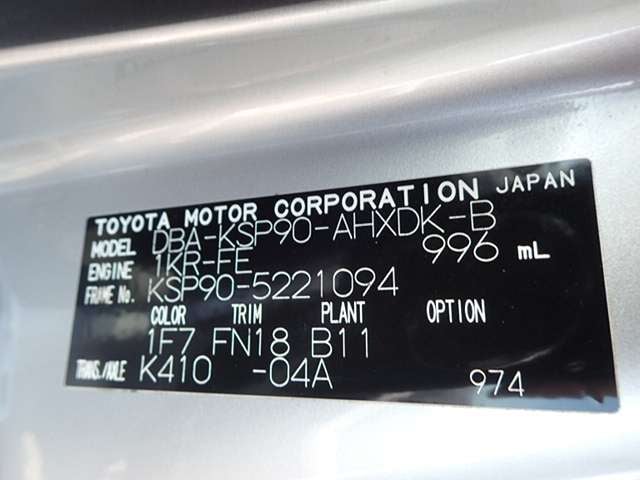 TOYOTA MOTOR CORPORATION JAPAN
MODEL DBA-KSP90-AHXDK-B
ENGINE 1KR-FE 996 mL
FRAME No. KSP90-5221094
COLOR TRIM PLANT OPTION
1F7 FN18 B11
TRANS./AXLE K410 -04A 974